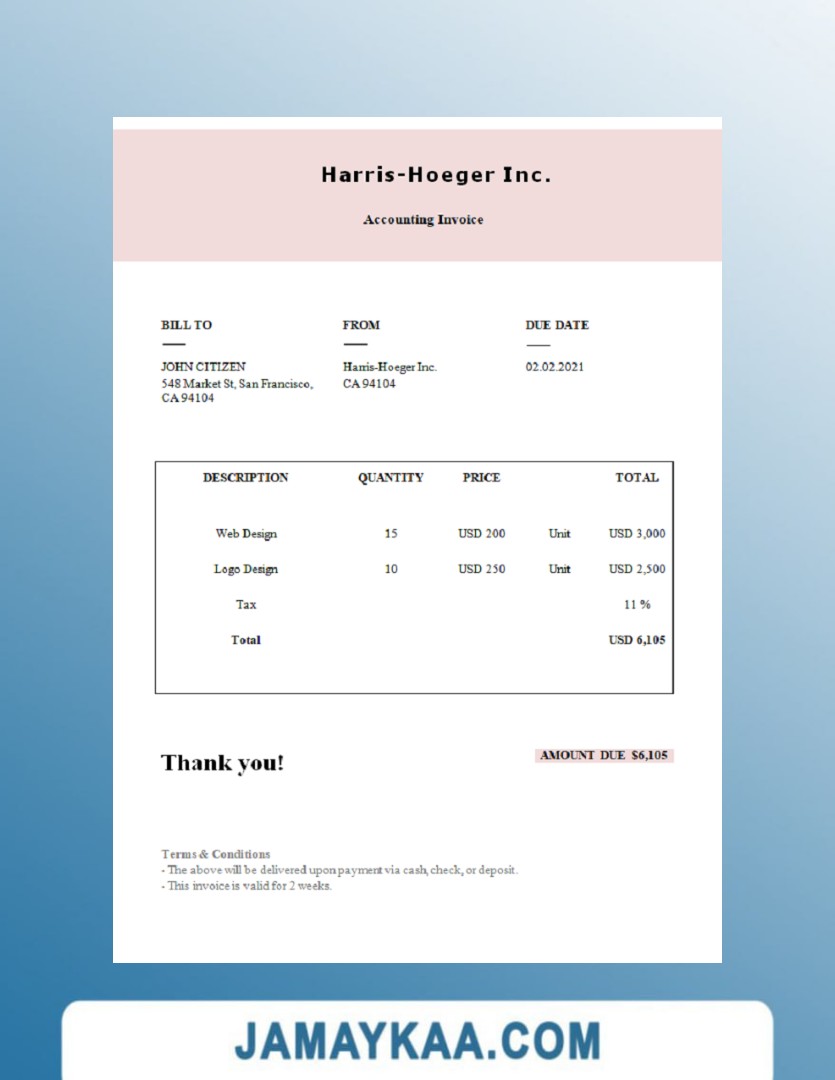 Harris-Hoeger Inc.
Accounting Invoice
BILL TO
JOHN CITIZEN
548 Market St, San Francisco,
CA 94104
FROM
Harris-Hoeger Inc.
CA 94104
DUE DATE
02.02.2021
DESCRIPTION QUANTITY PRICE TOTAL
Web Design 15 USD 200 Unit USD 3,000
Logo Design 10 USD 250 Unit USD 2,500
Tax 11 %
Total USD 6,105
Thank you!
AMOUNT DUE $6,105
Terms & Conditions
- The above will be delivered upon payment via cash, check, or deposit.
- This invoice is valid for 2 weeks.
JAMAYKAA.COM